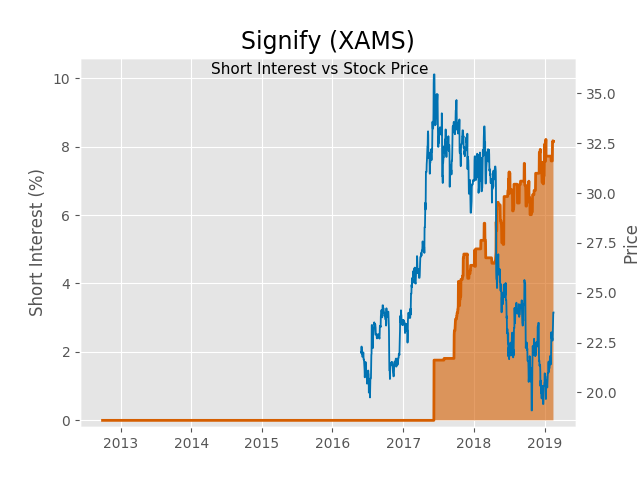 Signify (XAMS)
Short Interest vs Stock Price
Short Interest (%)
10
8
6
4
2
0
35.0
32.5
30.0
27.5
25.0
22.5
20.0
Price
2013 2014 2015 2016 2017 2018 2019